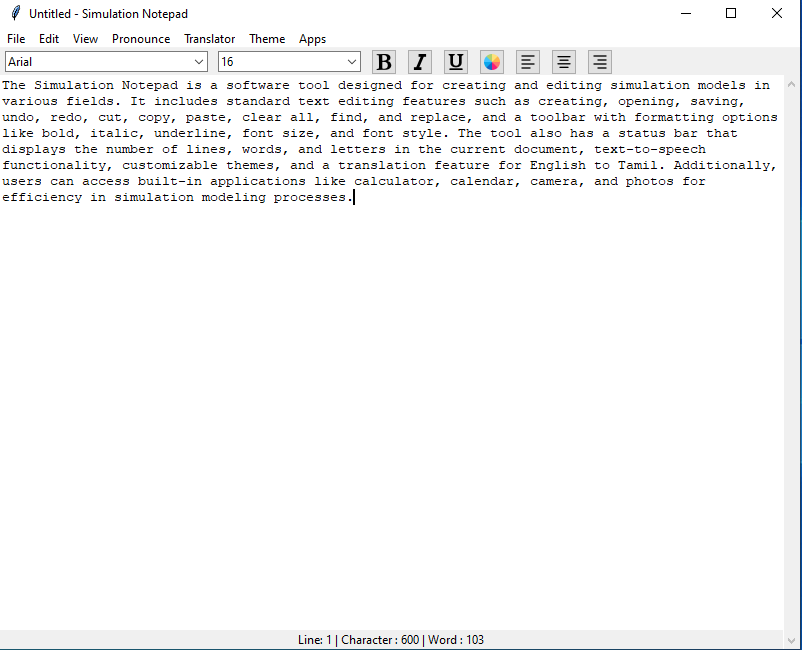 Untitled - Simulation Notepad
File Edit View Pronounce Translator Theme Apps
Arial 16 B I U
The Simulation Notepad is a software tool designed for creating and editing simulation models in
various fields. It includes standard text editing features such as creating, opening, saving,
undo, redo, cut, copy, paste, clear all, find, and replace, and a toolbar with formatting options
like bold, italic, underline, font size, and font style. The tool also has a status bar that
displays the number of lines, words, and letters in the current document, text-to-speech
functionality, customizable themes, and a translation feature for English to Tamil. Additionally,
users can access built-in applications like calculator, calendar, camera, and photos for
efficiency in simulation modeling processes.
Line: 1 | Character : 600 | Word : 103